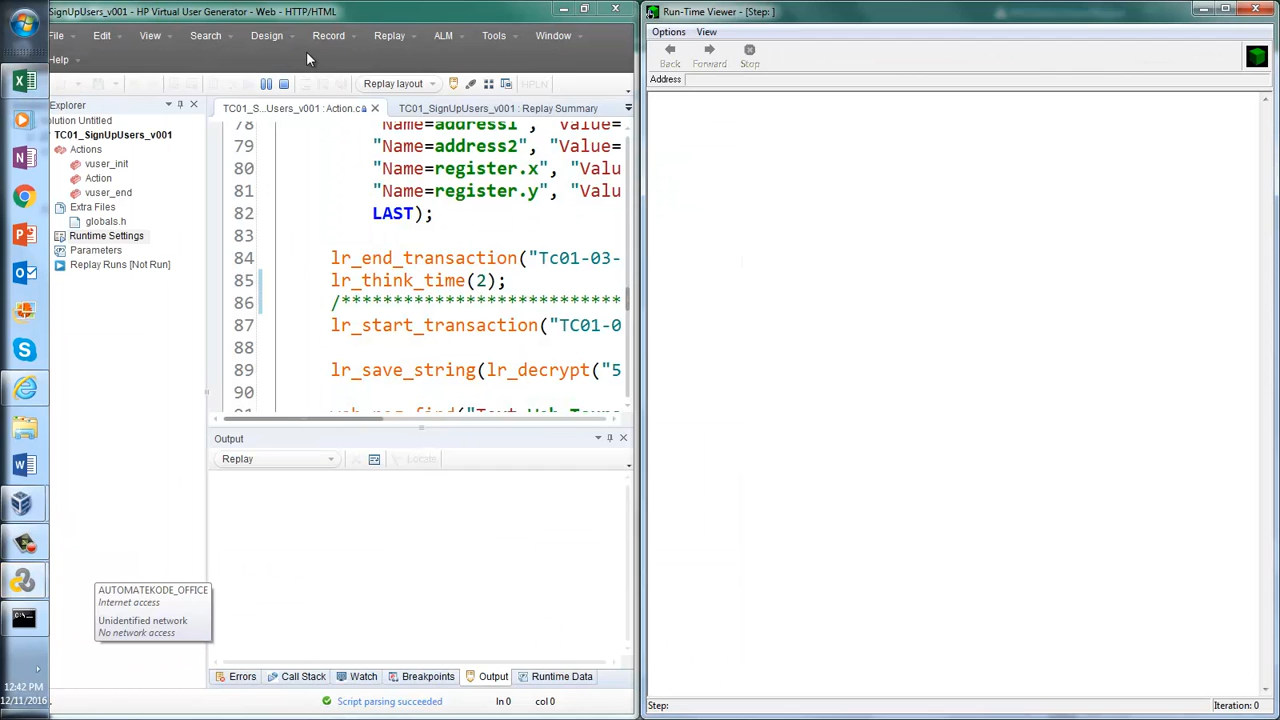 SignUpUsers_v001 - HP Virtual User Generator - Web - HTTP/HTML
File Edit View Search Design Record Replay ALM Tools Window
Help
Replay layout
HFLN
Explorer
TC01_S...Users_v001 : Action.c
TC01_SignUpUsers_v001 : Replay Summary
olution Untitled
TC01_SignUpUsers_v001
Actions
vuser_init
Action
vuser_end
Extra Files
globals.h
Runtime Settings
Parameters
Replay Runs [Not Run]
78 "Name=address1", "Value=
79 "Name=address2", "Value=
80 "Name=register.x", "Valu
81 "Name=register.y", "Valu
82 LAST);
83
84 lr_end_transaction("Tc01-03-
85 lr_think_time(2);
86 /**************************
87 lr_start_transaction("TC01-0
88
89 lr_save_string(lr_decrypt("5
90
Output
Replay
Locate
Errors Call Stack Watch Breakpoints Output Runtime Data
Script parsing succeeded ln 0 col 0
AUTOMATEKODE_OFFICE
Internet access
Unidentified network
No network access
12:42 PM
12/11/2016
Run-Time Viewer - [Step: ]
Options View
Back Forward Stop
Address
Step:
Iteration: 0